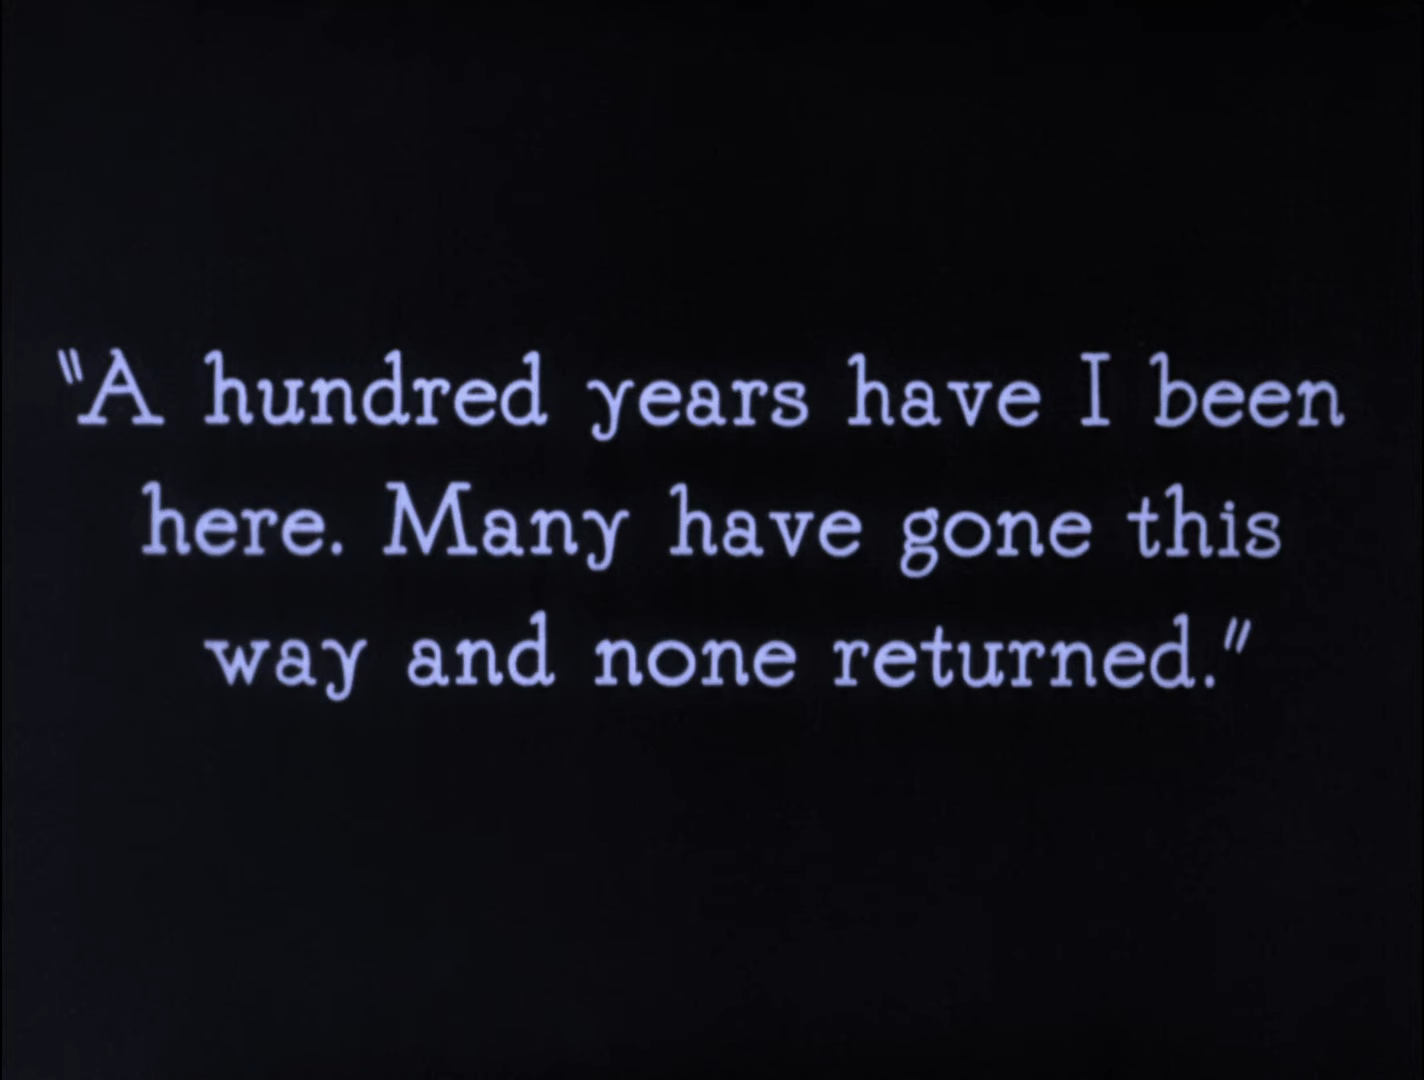 "A hundred years have I been
here. Many have gone this
way and none returned."